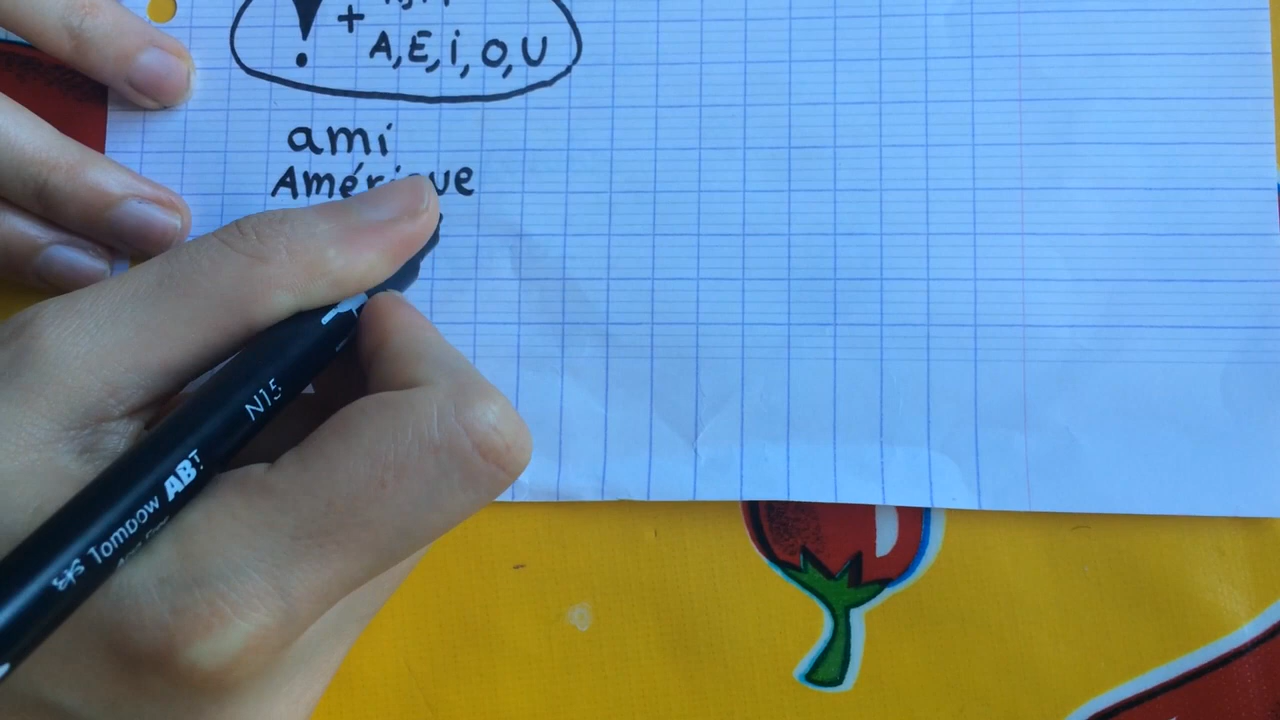 ! +
A, E, i, O, U
ami
N15
Tombow ABT